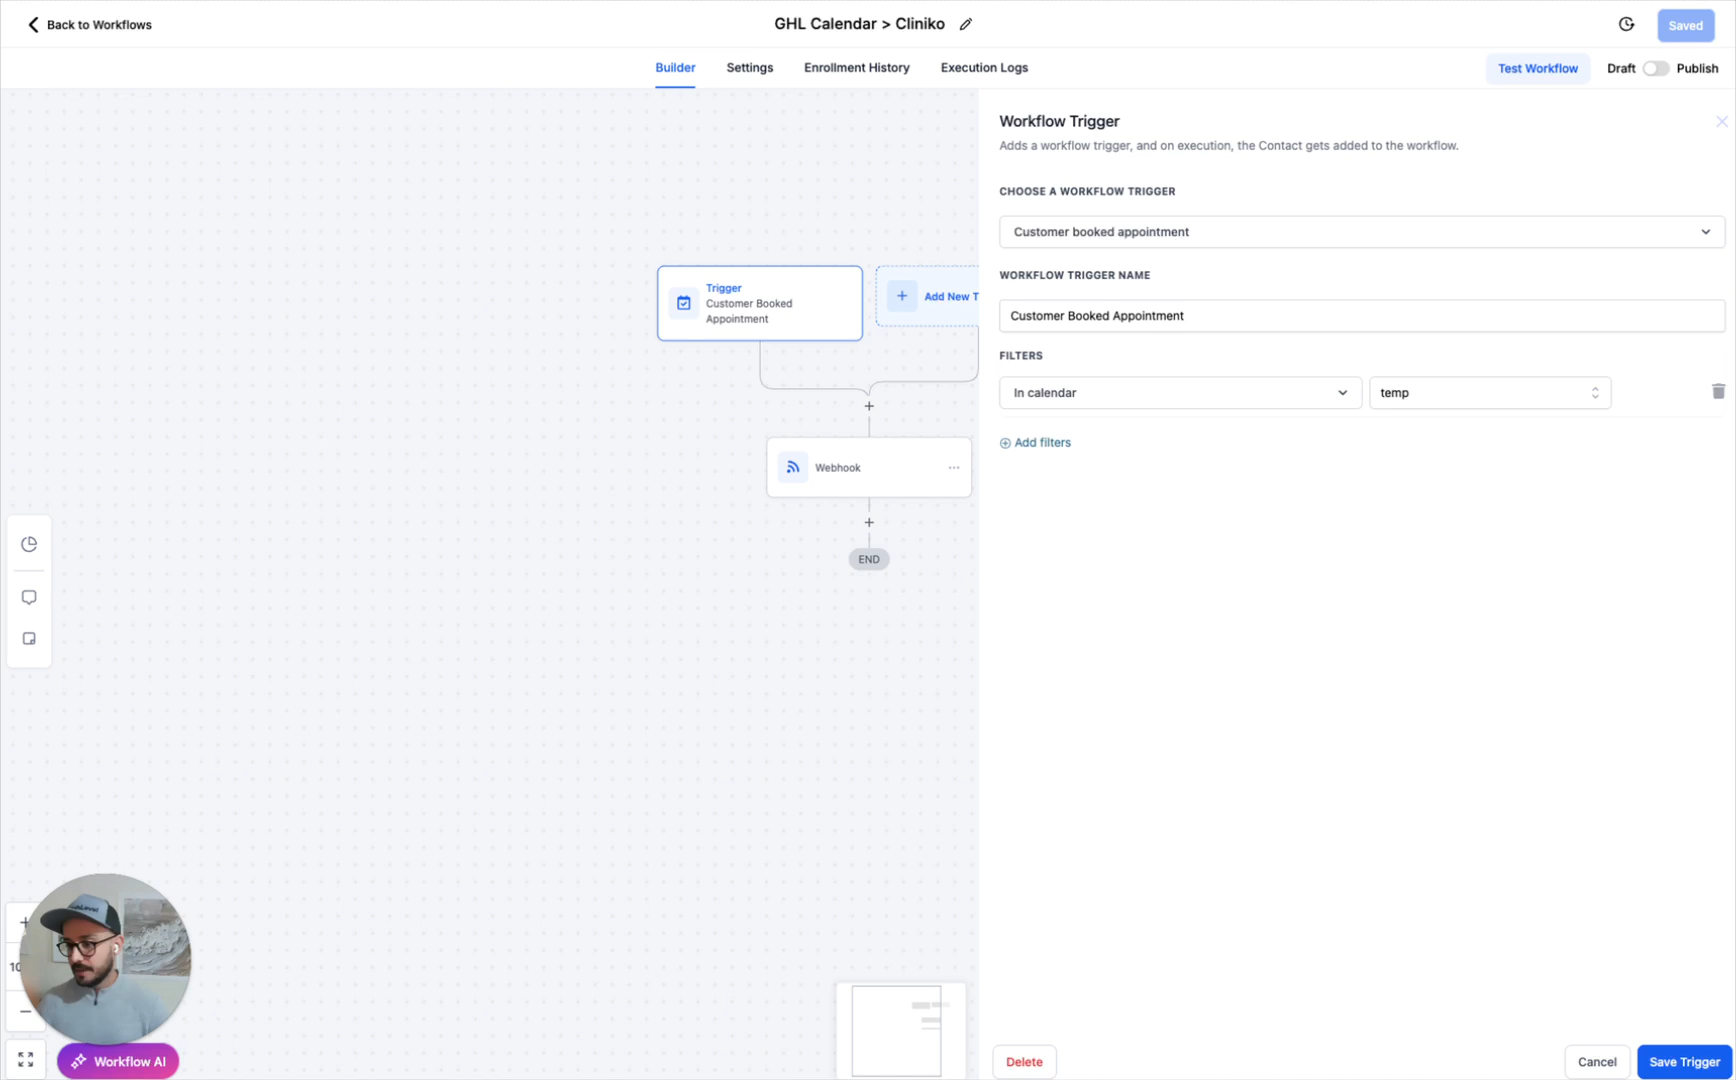 Back to Workflows
GHL Calendar > Cliniko
Saved
Builder
Settings
Enrollment History
Execution Logs
Test Workflow
Draft
Publish
Workflow Trigger
Adds a workflow trigger, and on execution, the Contact gets added to the workflow.
CHOOSE A WORKFLOW TRIGGER
Customer booked appointment
WORKFLOW TRIGGER NAME
Customer Booked Appointment
FILTERS
In calendar
temp
Add filters
Trigger
Customer Booked
Appointment
Add New T
Webhook
END
Workflow AI
Delete
Cancel
Save Trigger